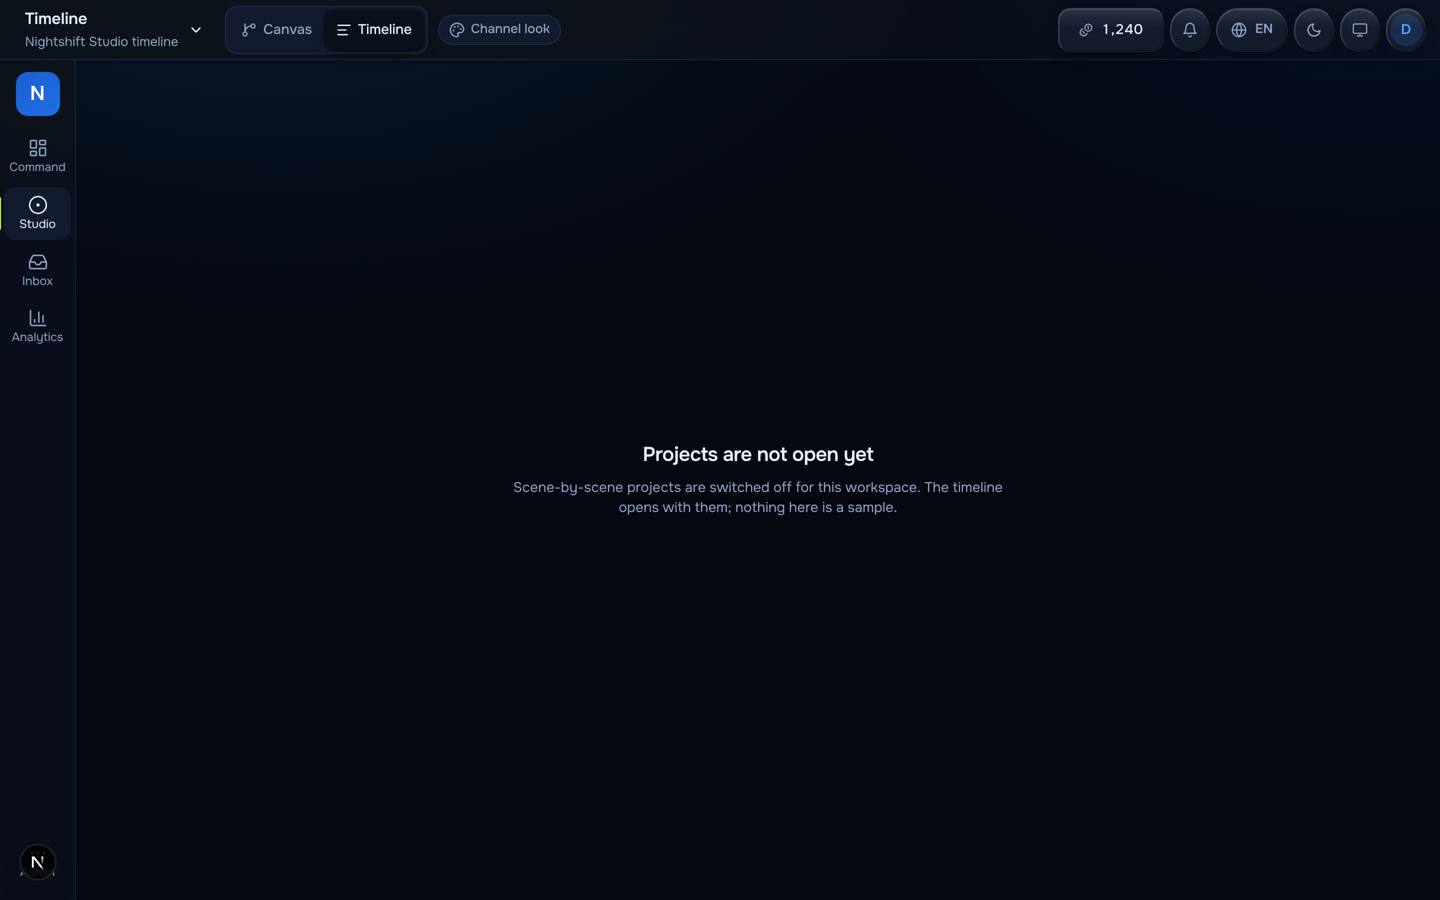 Timeline
Nightshift Studio timeline
Canvas
Timeline
Channel look
1,240
EN
D
N
Command
Studio
Inbox
Analytics
Projects are not open yet
Scene-by-scene projects are switched off for this workspace. The timeline
opens with them; nothing here is a sample.
N